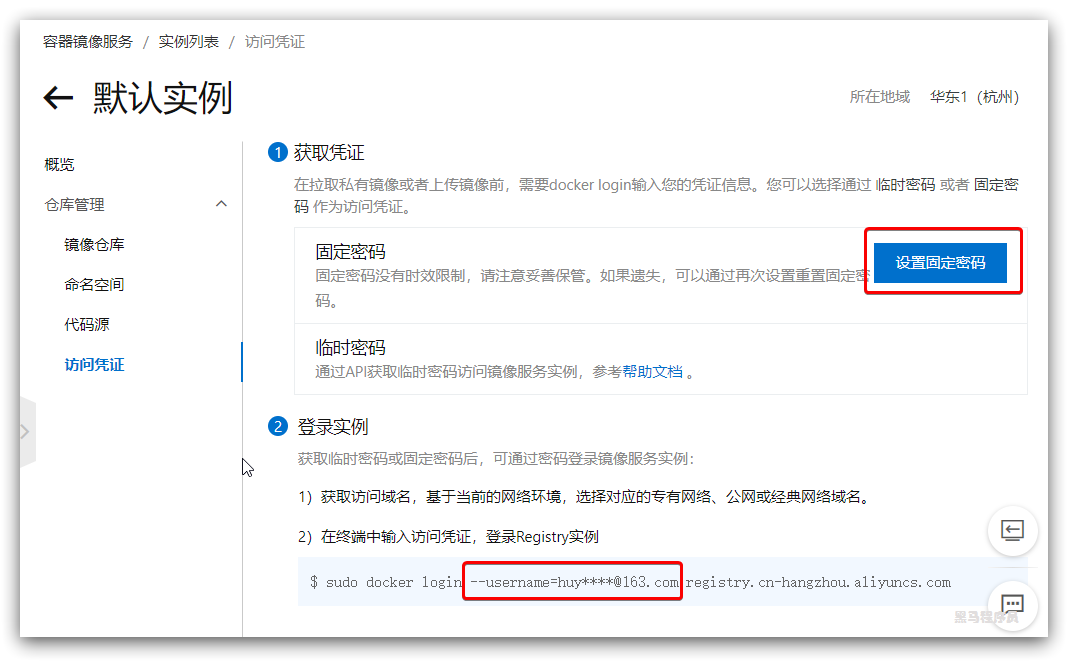 容器镜像服务 / 实例列表 / 访问凭证
默认实例
所在地域 华东1（杭州）
概览
仓库管理
镜像仓库
命名空间
代码源
访问凭证
1 获取凭证
在拉取私有镜像或者上传镜像前，需要docker login输入您的凭证信息。您可以选择通过 临时密码 或者 固定密
码 作为访问凭证。
固定密码
固定密码没有时效限制，请注意妥善保管。如果遗失，可以通过再次设置重置固定密
码。
设置固定密码
临时密码
通过API获取临时密码访问镜像服务实例，参考帮助文档 。
2 登录实例
获取临时密码或固定密码后，可通过密码登录镜像服务实例：
1）获取访问域名，基于当前的网络环境，选择对应的专有网络、公网或经典网络域名。
2）在终端中输入访问凭证，登录Registry实例
$ sudo docker login --username=huy****@163.com registry.cn-hangzhou.aliyuncs.com
黑马程序员